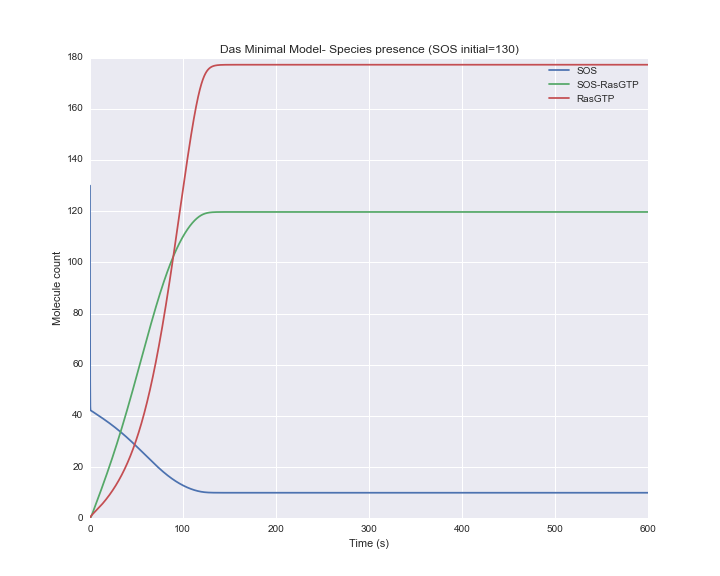 Das Minimal Model- Species presence (SOS initial=130)
180
160
140
120
100
80
60
40
20
0
Molecule count
SOS
SOS-RasGTP
RasGTP
0 100 200 300 400 500 600
Time (s)